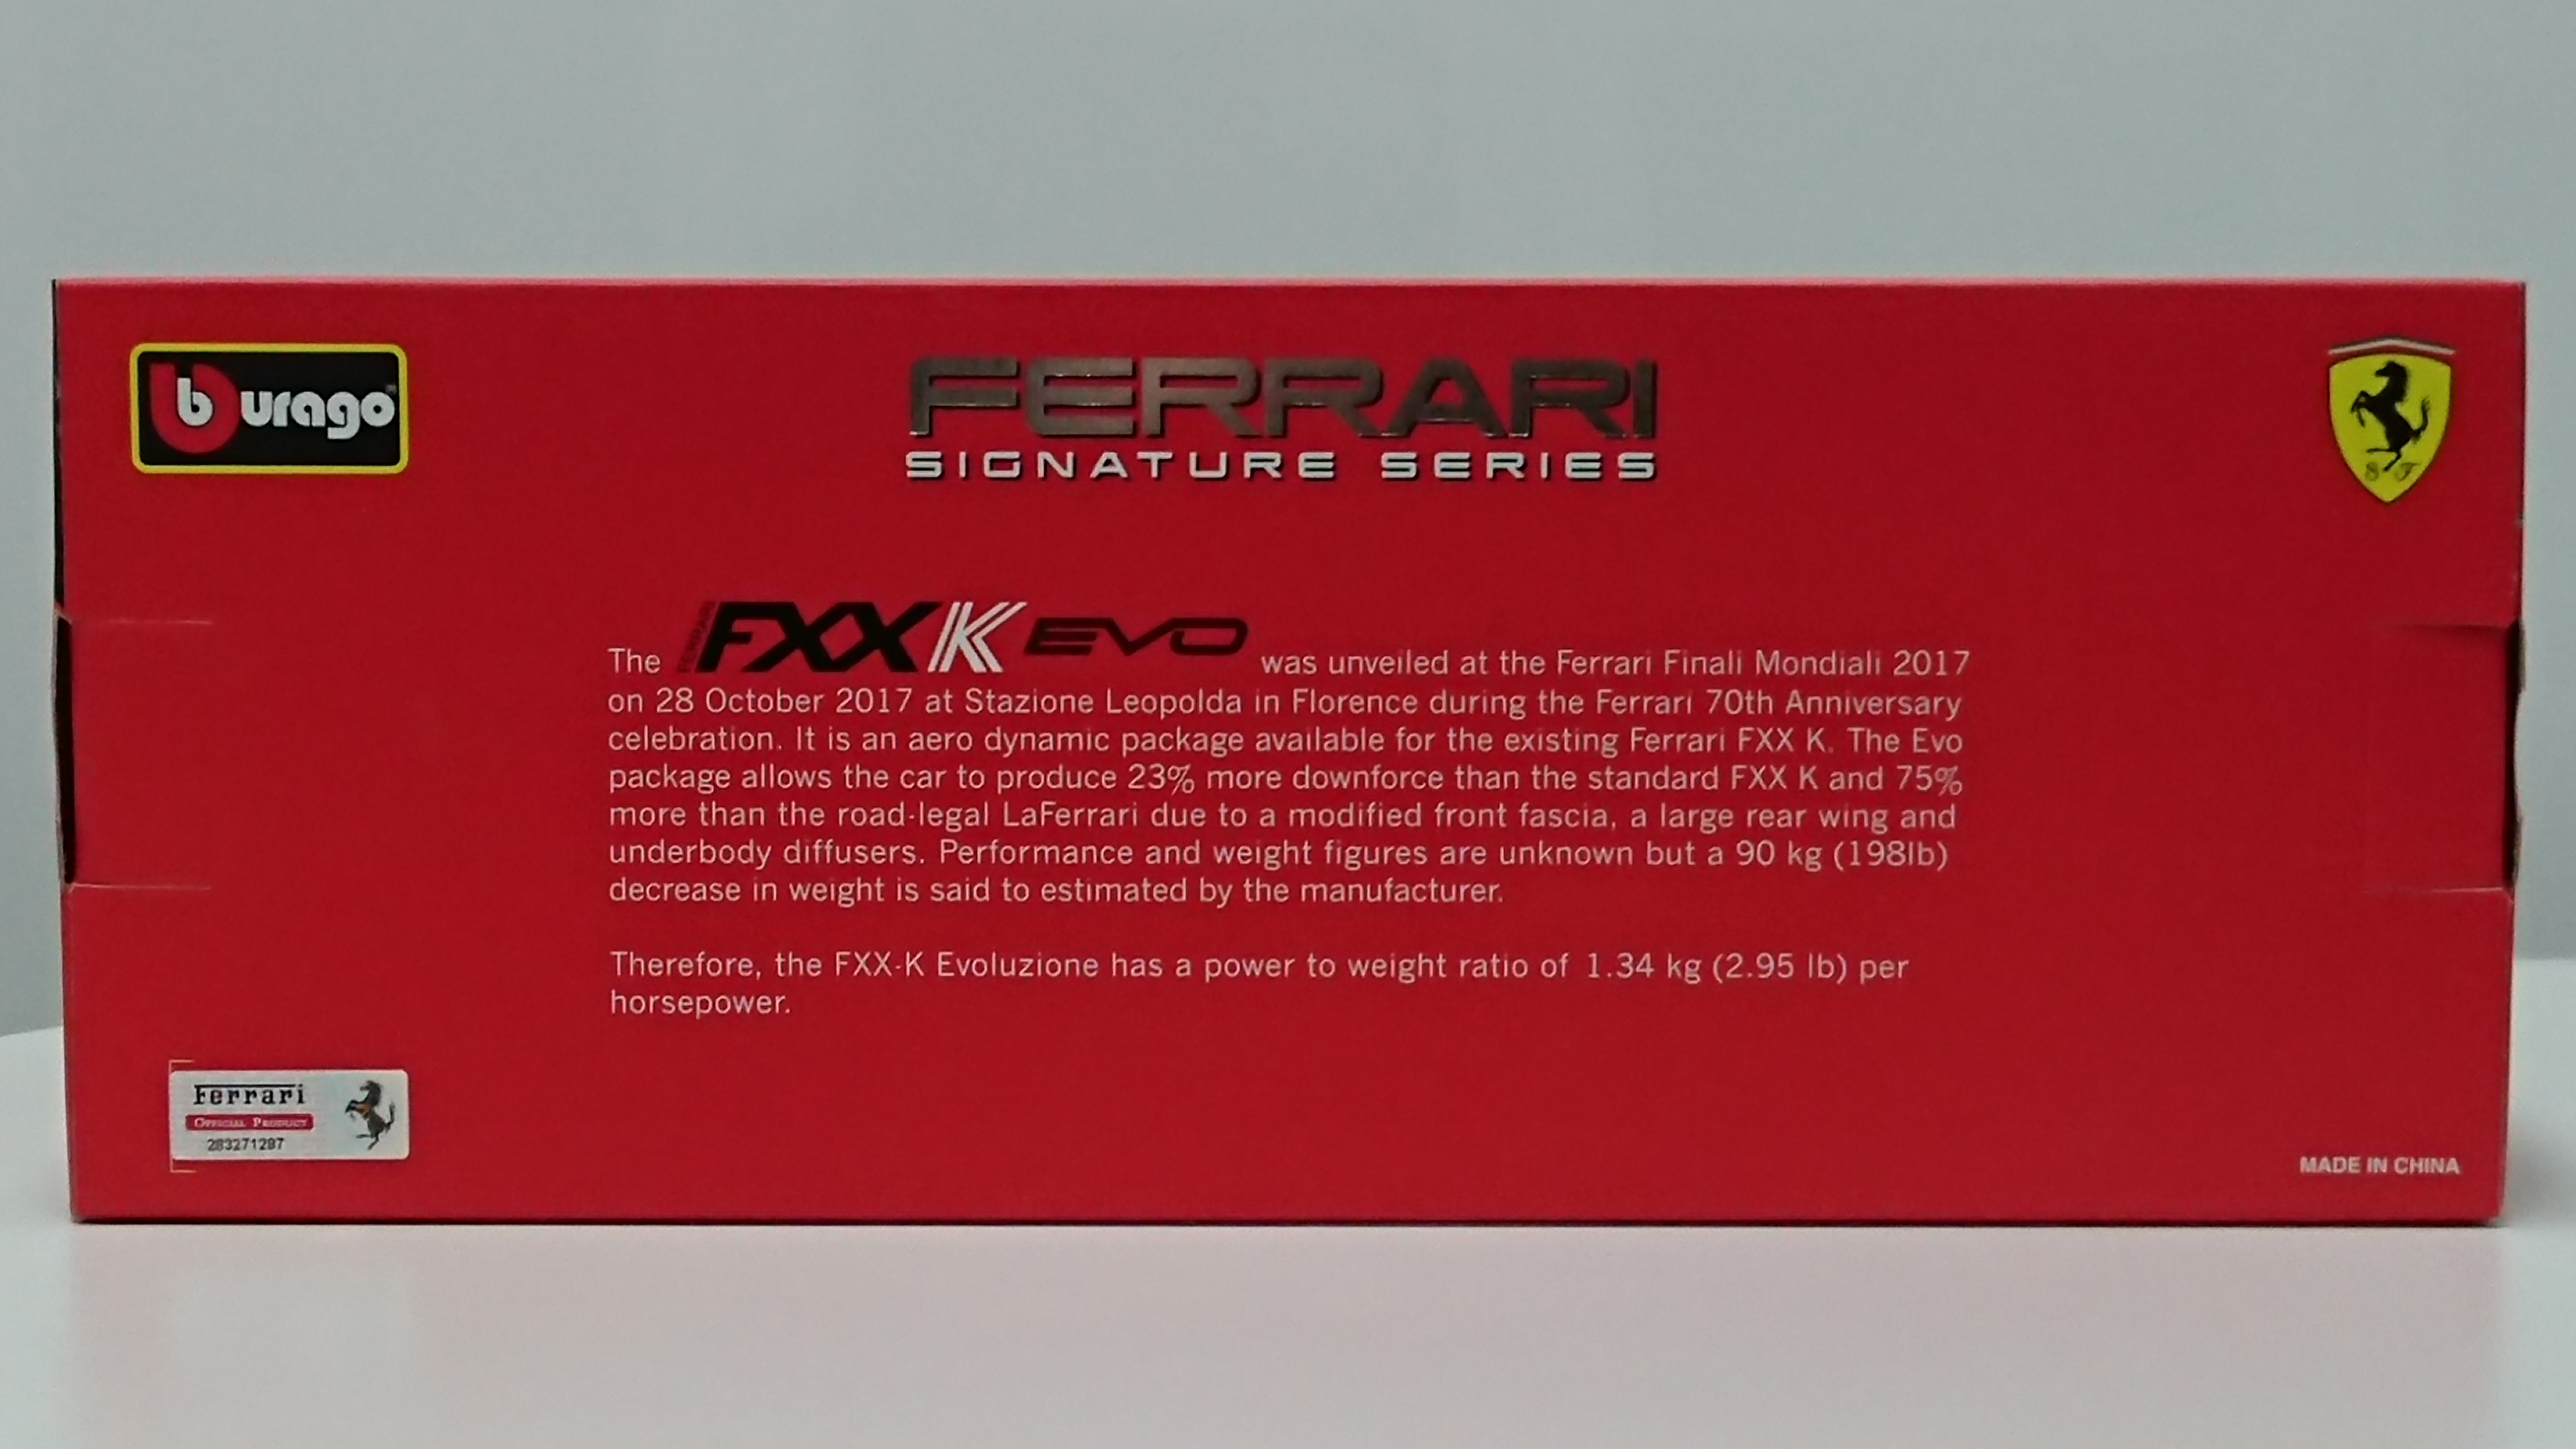 burago
FERRARI
SIGNATURE SERIES
S F
The FERRARI FXX K EVO was unveiled at the Ferrari Finali Mondiali 2017
on 28 October 2017 at Stazione Leopolda in Florence during the Ferrari 70th Anniversary
celebration. It is an aero dynamic package available for the existing Ferrari FXX K. The Evo
package allows the car to produce 23% more downforce than the standard FXX K and 75%
more than the road-legal LaFerrari due to a modified front fascia, a large rear wing and
underbody diffusers. Performance and weight figures are unknown but a 90 kg (198lb)
decrease in weight is said to estimated by the manufacturer.
Therefore, the FXX-K Evoluzione has a power to weight ratio of 1.34 kg (2.95 lb) per
horsepower.
Ferrari
OFFICIAL PRODUCT
283271287
MADE IN CHINA